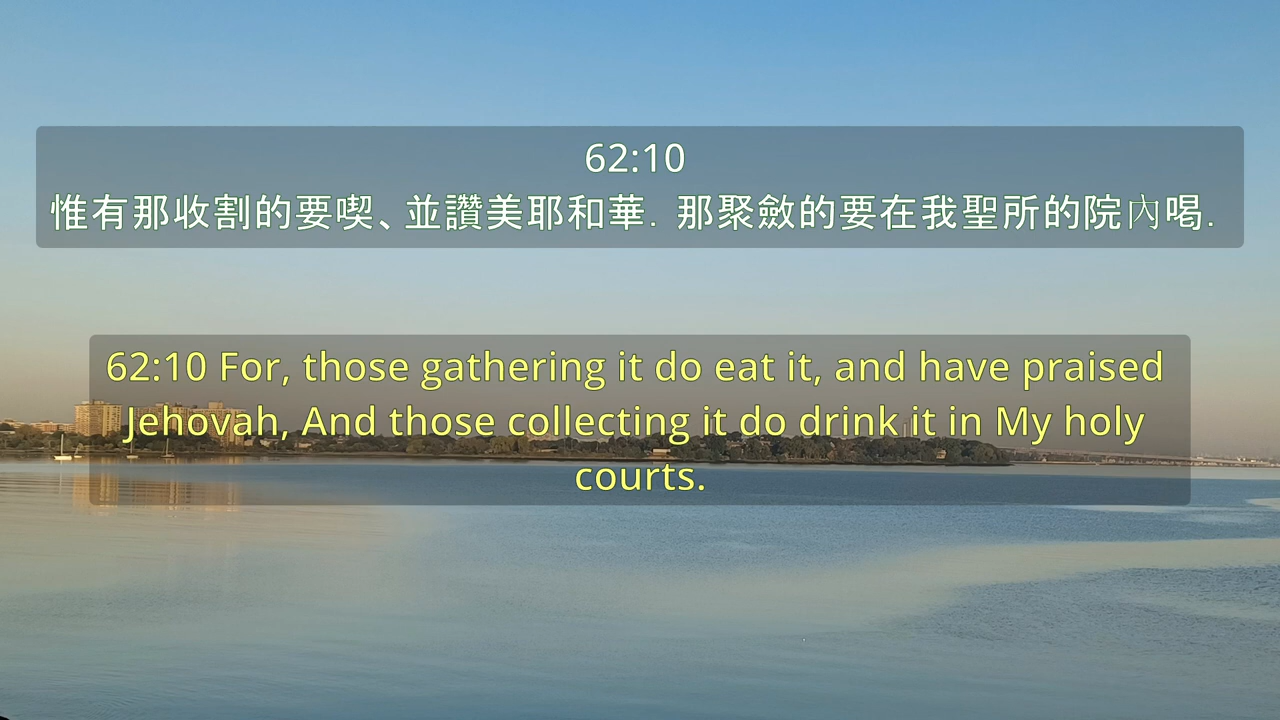 62:10
惟有那收割的要喫、並讚美耶和華．那聚斂的要在我聖所的院內喝．
62:10 For, those gathering it do eat it, and have praised
Jehovah, And those collecting it do drink it in My holy
courts.